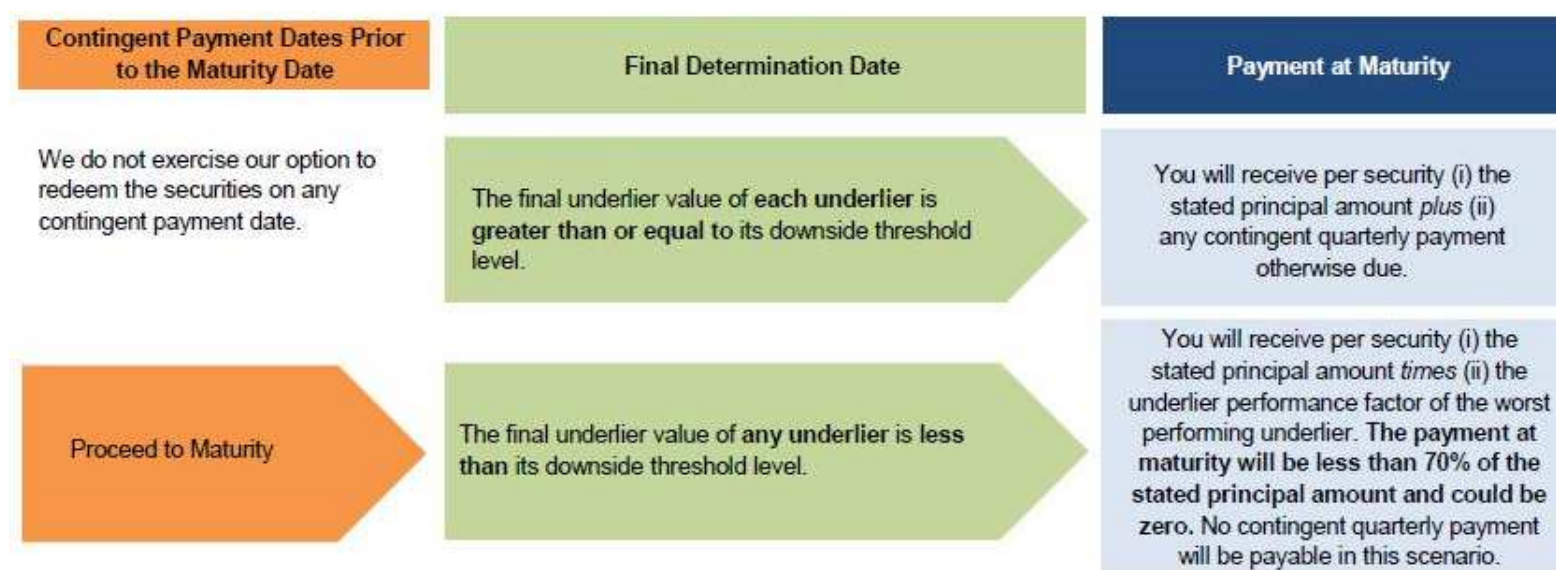 Contingent Payment Dates Prior
to the Maturity Date
Final Determination Date
Payment at Maturity
We do not exercise our option to
redeem the securities on any
contingent payment date.
The final underlier value of each underlier is
greater than or equal to its downside threshold
level.
You will receive per security (i) the
stated principal amount plus (ii)
any contingent quarterly payment
otherwise due.
Proceed to Maturity
The final underlier value of any underlier is less
than its downside threshold level.
You will receive per security (i) the
stated principal amount times (ii) the
underlier performance factor of the worst
performing underlier. The payment at
maturity will be less than 70% of the
stated principal amount and could be
zero. No contingent quarterly payment
will be payable in this scenario.